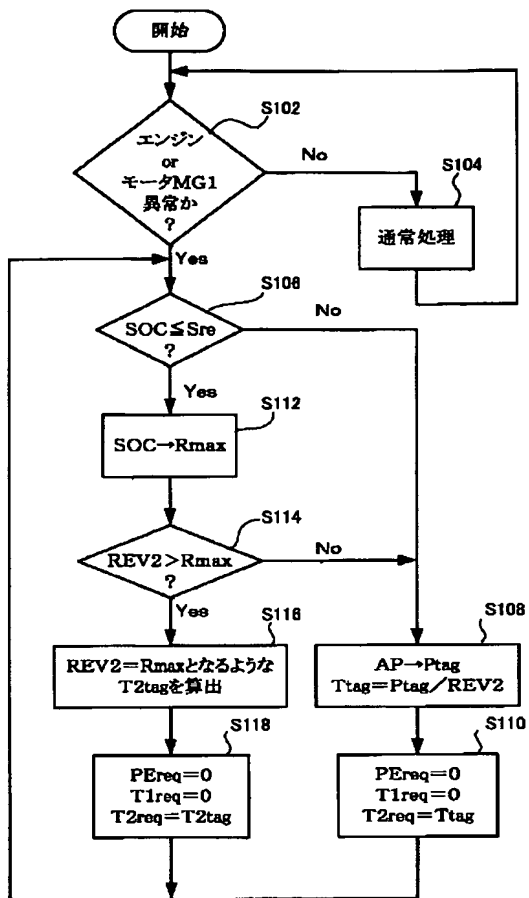 開始
S102
エンジン
or
モータMG1
異常か
?
No
S104
通常処理
Yes
S106
SOC≦Sre
?
No
Yes
S112
SOC→Rmax
S114
REV2>Rmax
?
No
Yes
S116
REV2=Rmaxとなるような
T2tagを算出
S108
AP→Ptag
Ttag=Ptag/REV2
S118
PEreq=0
T1req=0
T2req=T2tag
S110
PEreq=0
T1req=0
T2req=Ttag